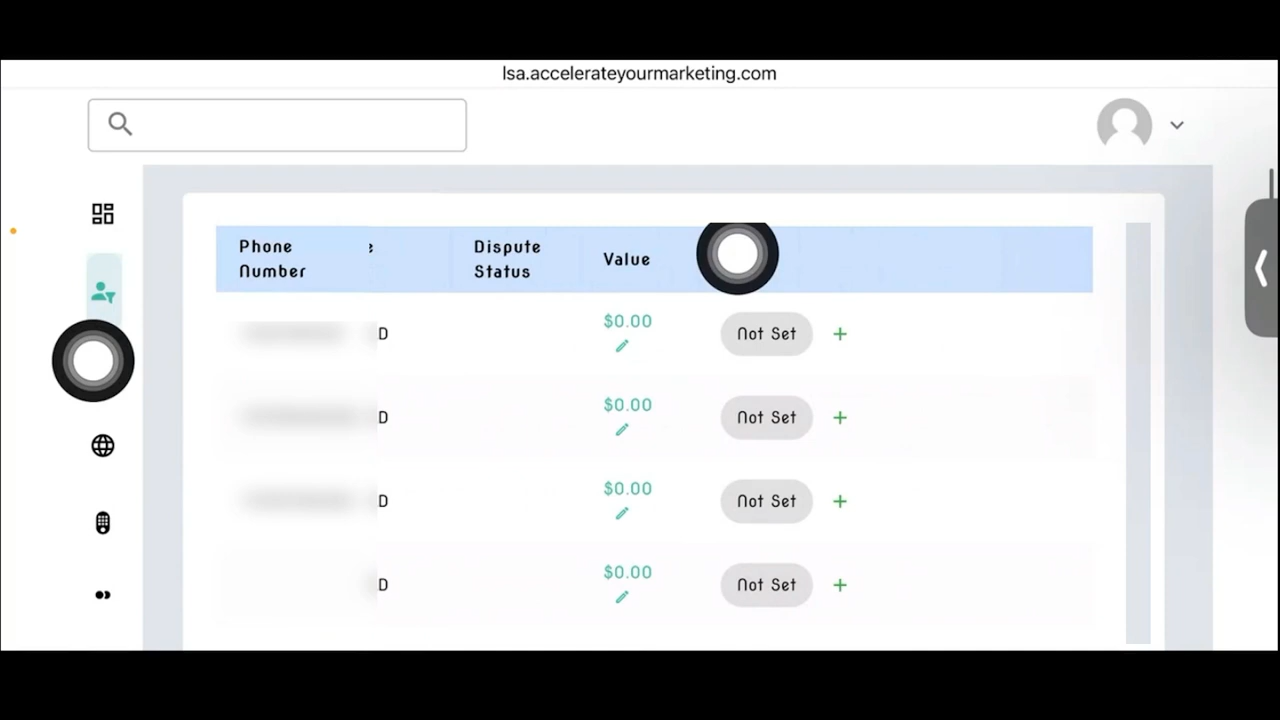 lsa.accelerateyourmarketing.com
Phone Number
Dispute Status
Value
D
$0.00
Not Set +
D
$0.00
Not Set +
D
$0.00
Not Set +
D
$0.00
Not Set +